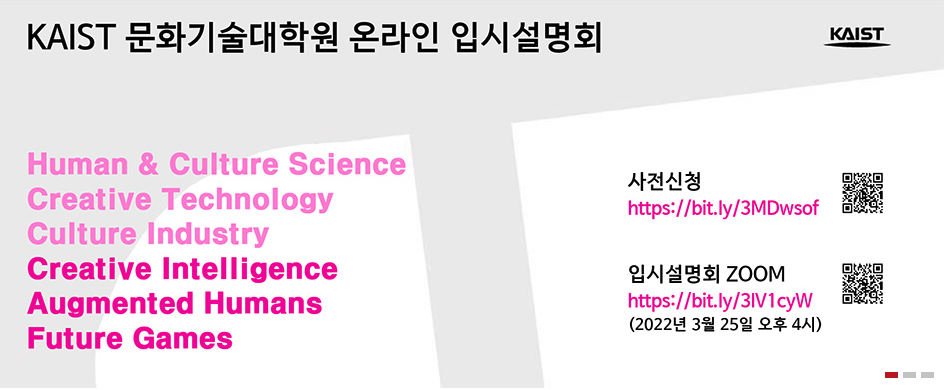 KAIST 문화기술대학원 온라인 입시설명회
KAIST
Human & Culture Science
Creative Technology
Culture Industry
Creative Intelligence
Augmented Humans
Future Games
사전신청
https://bit.ly/3MDwsof
입시설명회 ZOOM
https://bit.ly/3IV1cyW
(2022년 3월 25일 오후 4시)